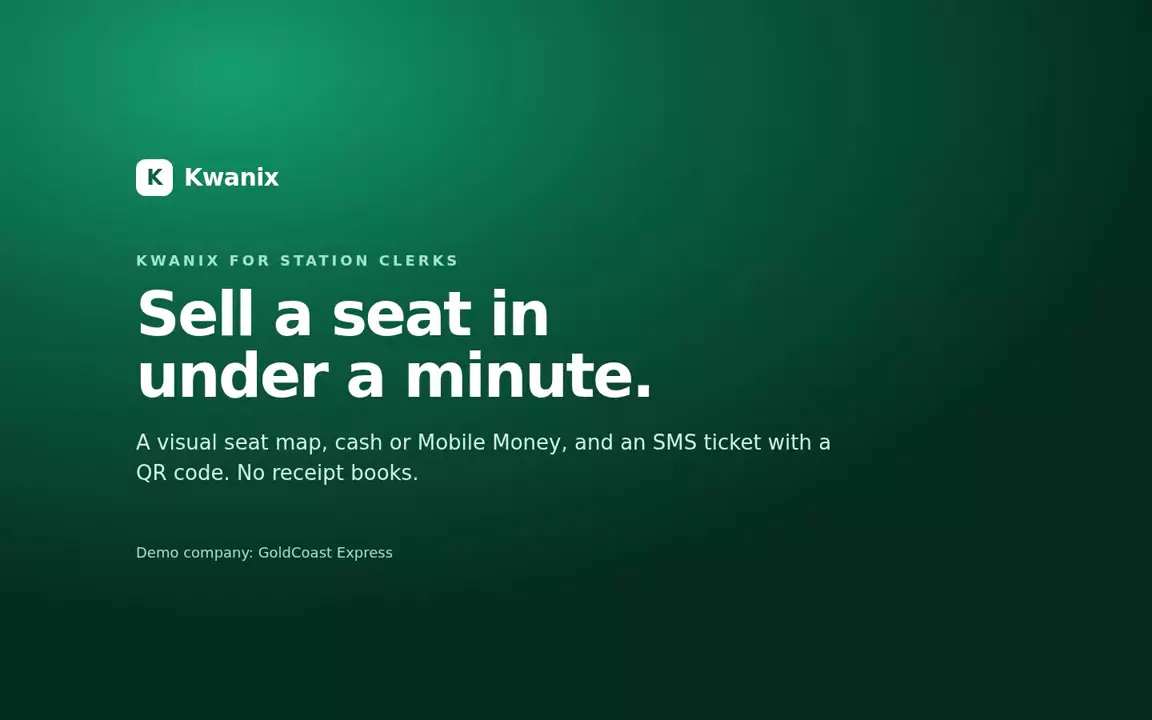 K Kwanix
KWANIX FOR STATION CLERKS
Sell a seat in
under a minute.
A visual seat map, cash or Mobile Money, and an SMS ticket with a
QR code. No receipt books.
Demo company: GoldCoast Express